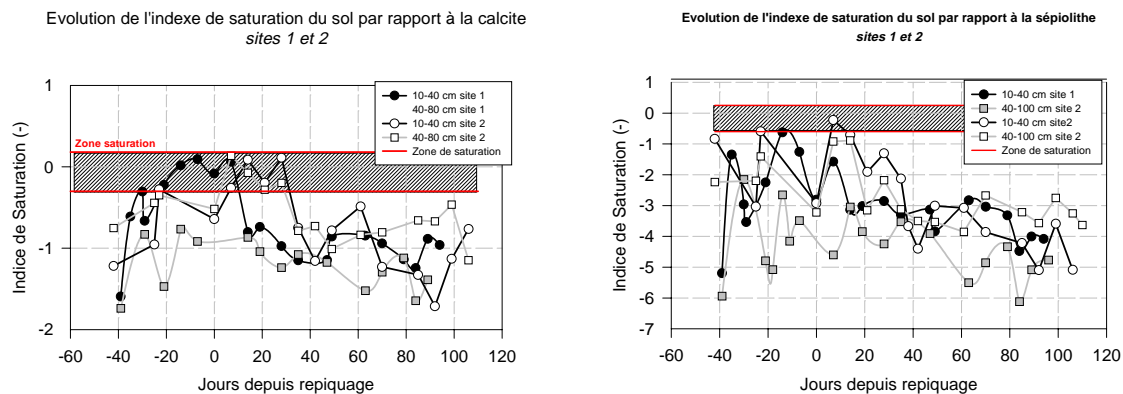 Evolution de l'indexe de saturation du sol par rapport à la calcite
sites 1 et 2
1
0
-1
-2
-60
-40
-20
0
20
40
60
80
100
120
Indice de Saturation (-)
Jours depuis repiquage
Zone saturation
10-40 cm site 1
40-80 cm site 1
10-40 cm site 2
40-80 cm site 2
Zone de saturation
Evolution de l'indexe de saturation du sol par rapport à la sépiolithe
sites 1 et 2
1
0
-1
-2
-3
-4
-5
-6
-7
-60
-40
-20
0
20
40
60
80
100
120
Indice de Saturation (-)
Jours depuis repiquage
10-40 cm site 1
40-100 cm site 2
10-40 cm site2
40-100 cm site 2
Zone de saturation